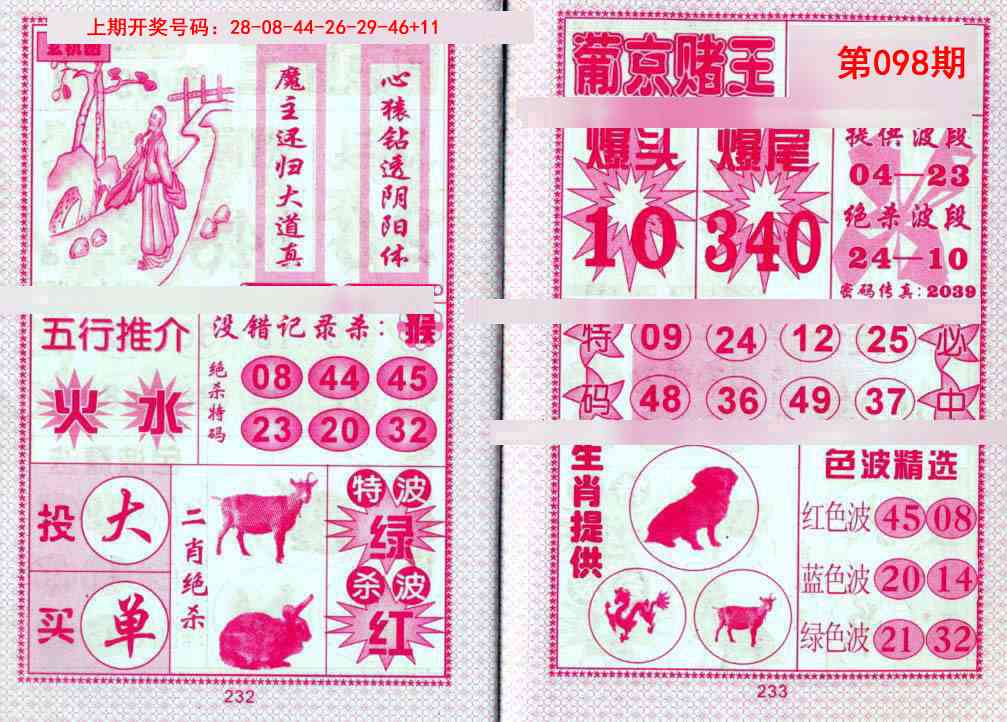 上期开奖号码：28-08-44-26-29-46+11
玄机图
魔主还归大道真
心猿钻透阴阳体
五行推介
火 水
没错记录杀：猴
绝杀特码
08 44 45
23 20 32
投 大
买 单
二肖绝杀
特波
绿
杀波
红
232
葡京赌王
第098期
爆头
10
爆尾
340
提供波段
04—23
绝杀波段
24—10
密码传真：2039
特码
09 24 12 25
48 36 49 37
必中
生肖提供
色波精选
红色波 45 08
蓝色波 20 14
绿色波 21 32
233